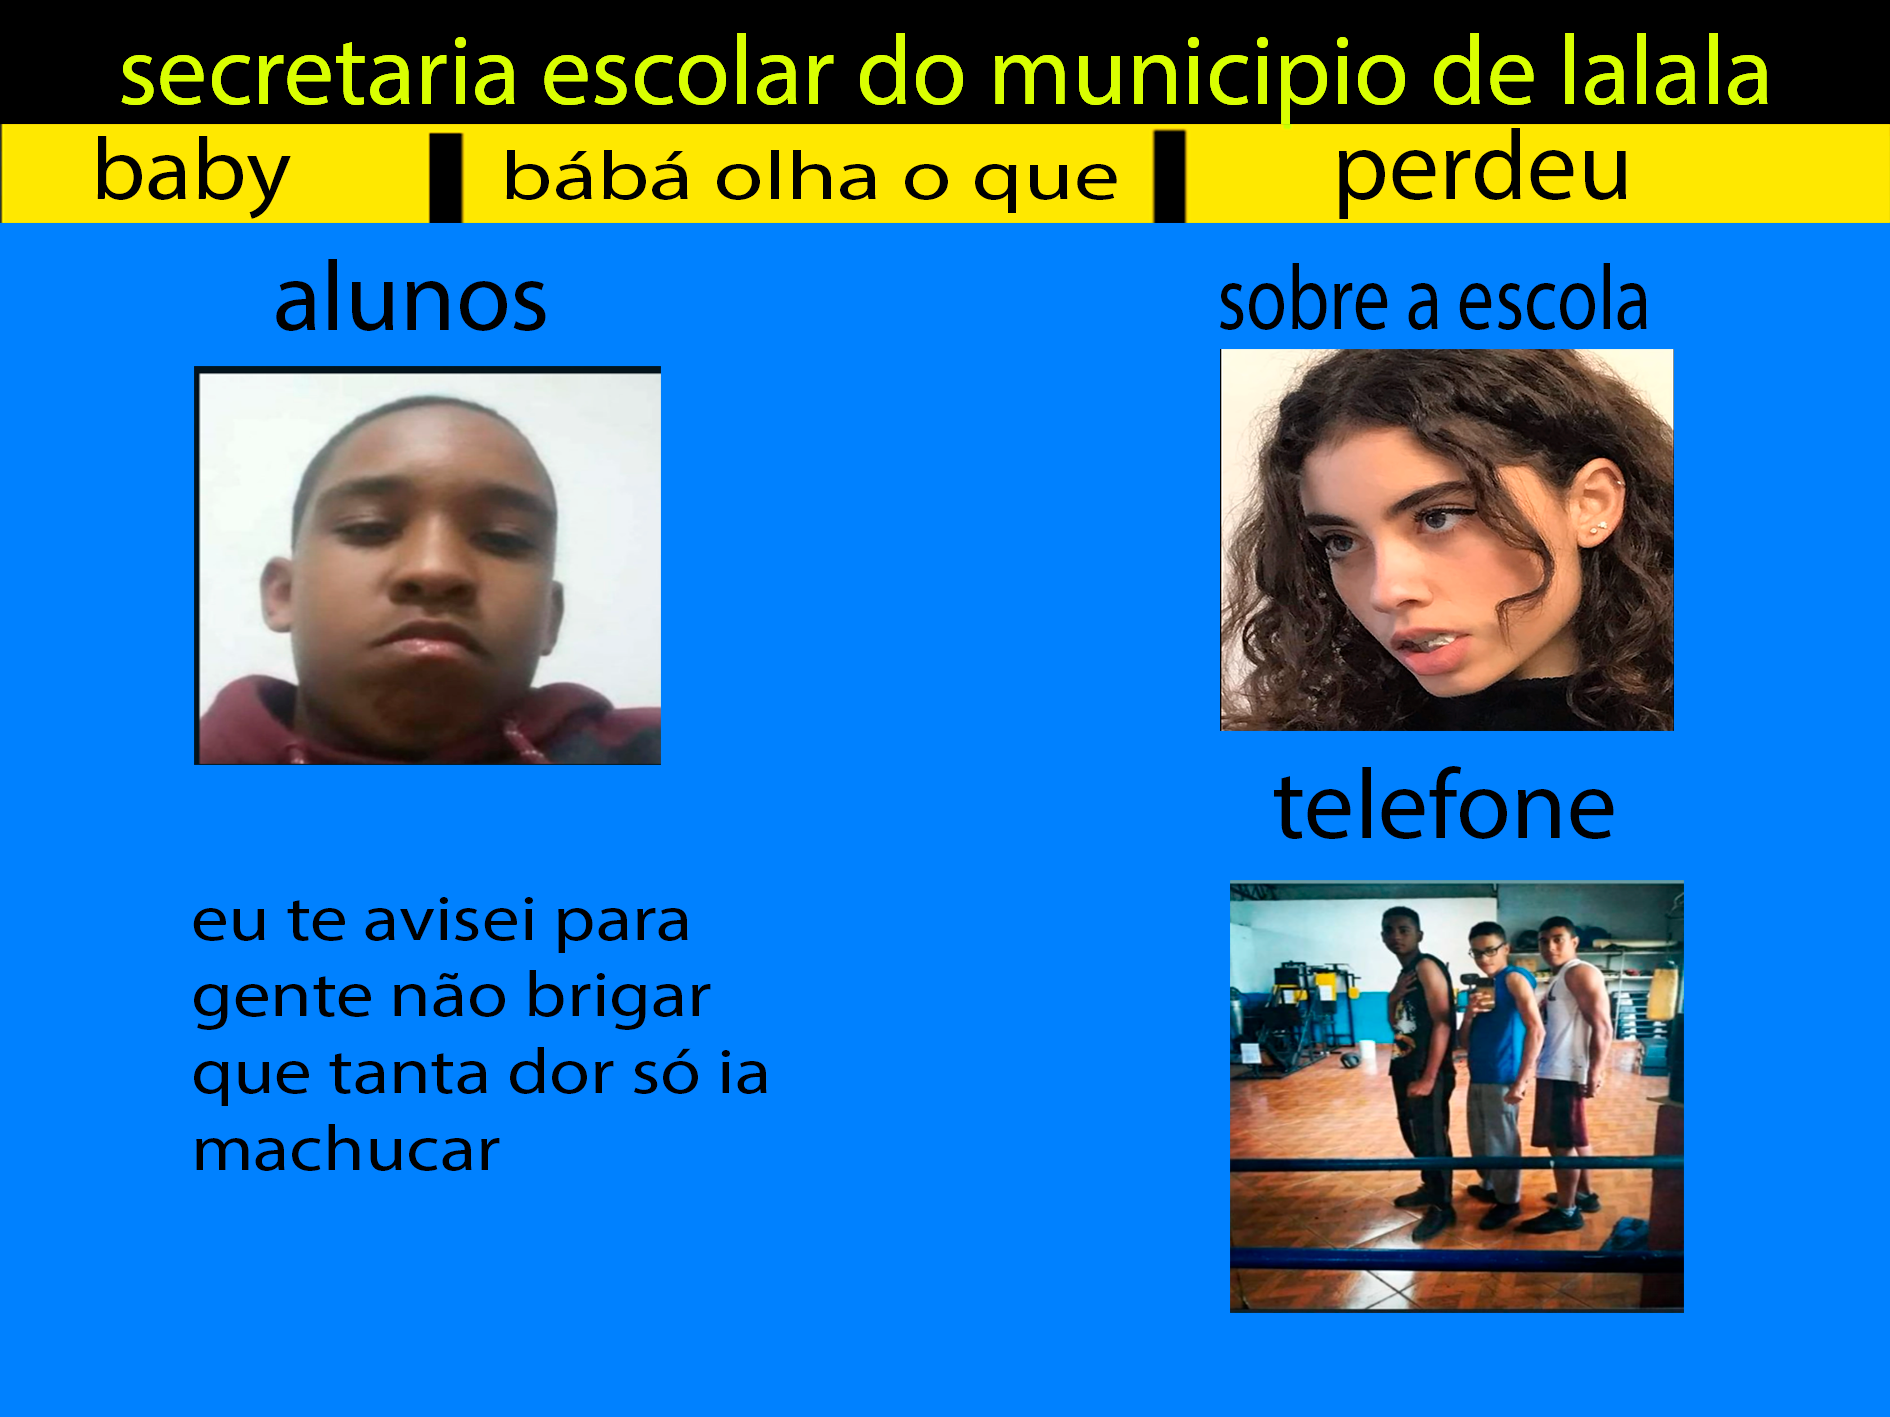 secretaria escolar do municipio de lalala
baby
bábá olha o que
perdeu
alunos
sobre a escola
telefone
eu te avisei para
gente não brigar
que tanta dor só ia
machucar